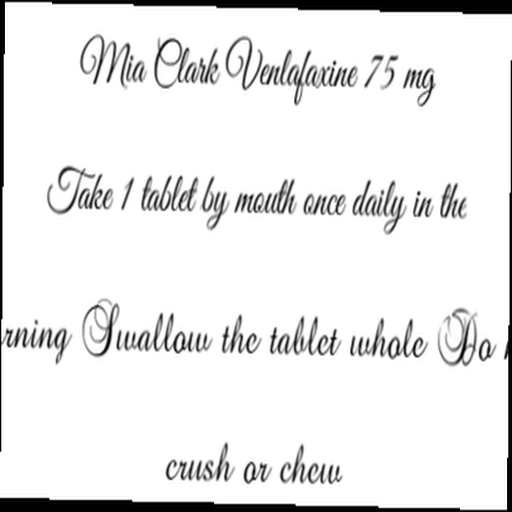 Mia Clark Venlafaxine 75 mg
Take 1 tablet by mouth once daily in the
Swallow the tablet whole Do
crush or chew